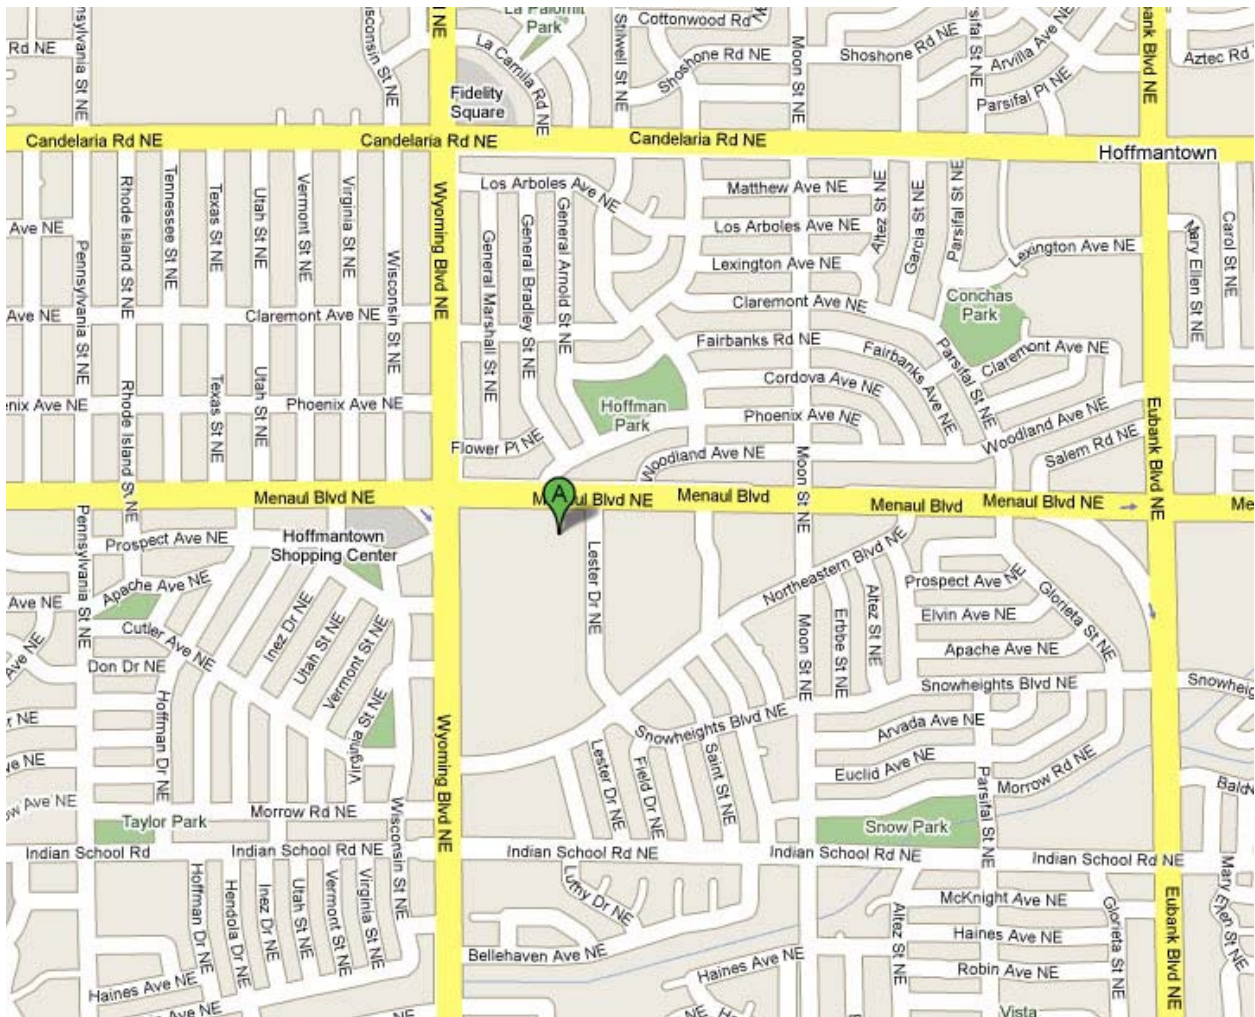 La Palomit
Park
Cottonwood Rd
Rd NE
Pennsylvania St NE
Wisconsin St NE
NE
La Camila Rd NE
Stilwell St NE
Shoshone Rd NE
Moon St NE
Shoshone Rd NE
Arvilla Ave NE
Parsifal Pl NE
Aztec Rd
Fidelity
Square
Candelaria Rd NE
Candelaria Rd NE
Candelaria Rd NE
Hoffmantown
Ave NE
Pennsylvania St NE
Rhode Island St NE
Tennessee St NE
Texas St NE
Utah St NE
Vermont St NE
Virginia St NE
Wisconsin St NE
Wyoming Blvd NE
Los Arboles Ave NE
General Marshall St NE
General Bradley St NE
General Arnold St NE
Matthew Ave NE
Los Arboles Ave NE
Lexington Ave NE
Altez St NE
Garcia St NE
Parsifal St NE
Lexington Ave NE
Mary Ellen St NE
Carol St NE
Ave NE
Claremont Ave NE
Claremont Ave NE
Conchas
Park
Fairbanks Rd NE
Fairbanks Ave NE
Parsifal St NE
Claremont Ave NE
Rhode Island St NE
Texas St NE
Utah St NE
Cordova Ave NE
Phoenix Ave NE
Phoenix Ave NE
Hoffman
Park
Flower Pl NE
Woodland Ave NE
Moon St NE
Woodland Ave NE
Salem Rd NE
Eubank Blvd NE
Menaul Blvd NE
A
Blvd NE
Menaul Blvd
Menaul Blvd
Menaul Blvd NE
Pennsylvania St NE
Prospect Ave NE
Hoffmantown
Shopping Center
Apache Ave NE
Ave NE
Cutler Ave NE
Don Dr NE
Hoffman Dr NE
Inez Dr NE
Utah St NE
Vermont St NE
Virginia St NE
Lester Dr NE
Northeastern Blvd NE
Moon St NE
Erbbe St NE
Altez St NE
Prospect Ave NE
Elvin Ave NE
Apache Ave NE
Glorieta St NE
Snowheights Blvd NE
Wyoming Blvd NE
Snowheights Blvd NE
Lester Dr NE
Field Dr NE
Saint St NE
Arvada Ave NE
Euclid Ave NE
Parsifal St NE
Morrow Rd NE
Ave NE
Taylor Park
Morrow Rd NE
Wisconsin St NE
Snow Park
Indian School Rd
Indian School Rd NE
Indian School Rd NE
Indian School Rd NE
Indian School Rd NE
Hoffman Dr NE
Hendola Dr NE
Inez Dr NE
Utah St NE
Vermont St NE
Virginia St NE
Lumy Dr NE
Bellehaven Ave NE
Haines Ave NE
Altez St NE
McKnight Ave NE
Haines Ave NE
Robin Ave NE
Glorieta St NE
Eubank Blvd NE
Haines Ave NE
Ave NE
Vista